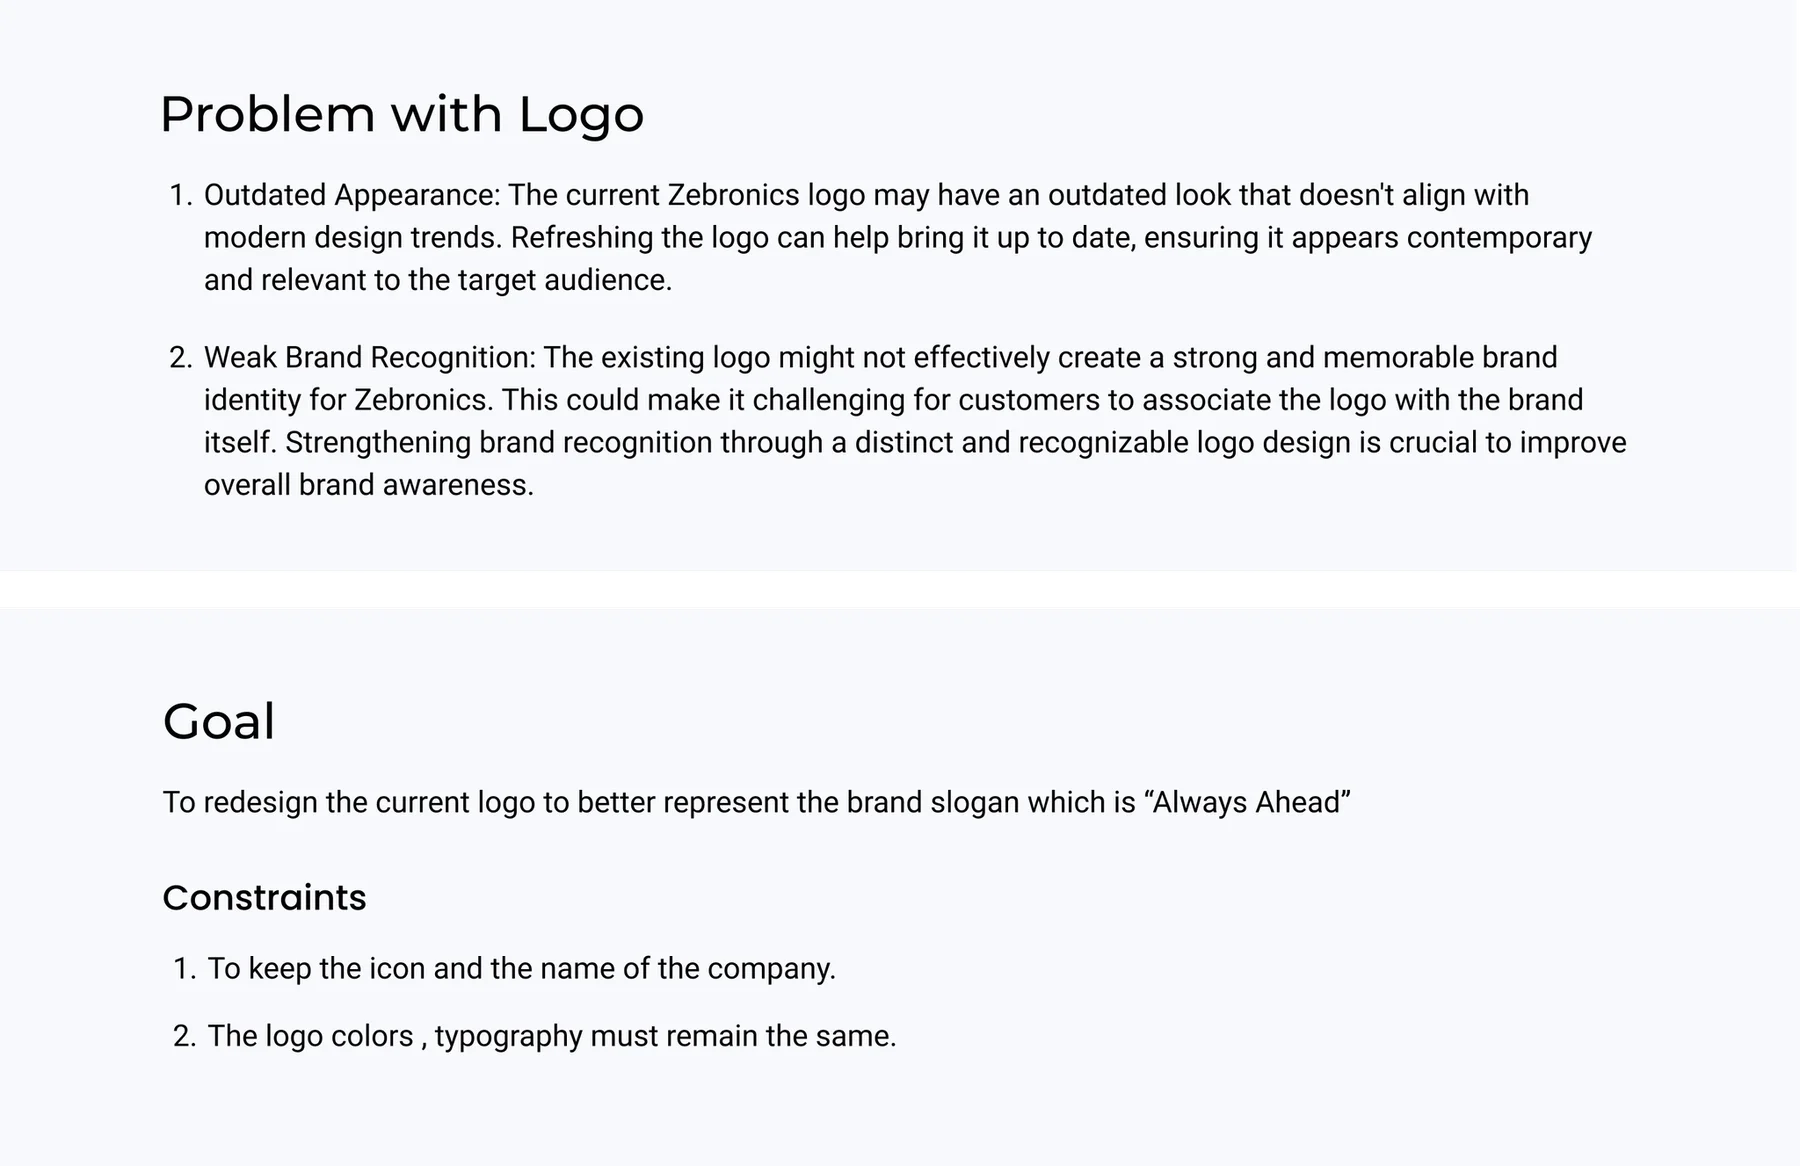 Problem with Logo
1. Outdated Appearance: The current Zebronics logo may have an outdated look that doesn't align with
modern design trends. Refreshing the logo can help bring it up to date, ensuring it appears contemporary
and relevant to the target audience.
2. Weak Brand Recognition: The existing logo might not effectively create a strong and memorable brand
identity for Zebronics. This could make it challenging for customers to associate the logo with the brand
itself. Strengthening brand recognition through a distinct and recognizable logo design is crucial to improve
overall brand awareness.
Goal
To redesign the current logo to better represent the brand slogan which is “Always Ahead”
Constraints
1. To keep the icon and the name of the company.
2. The logo colors , typography must remain the same.